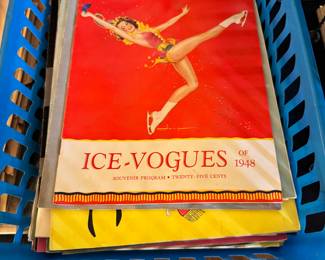 ICE-VOGUES OF 1948
SOUVENIR PROGRAM • TWENTY-FIVE CENTS